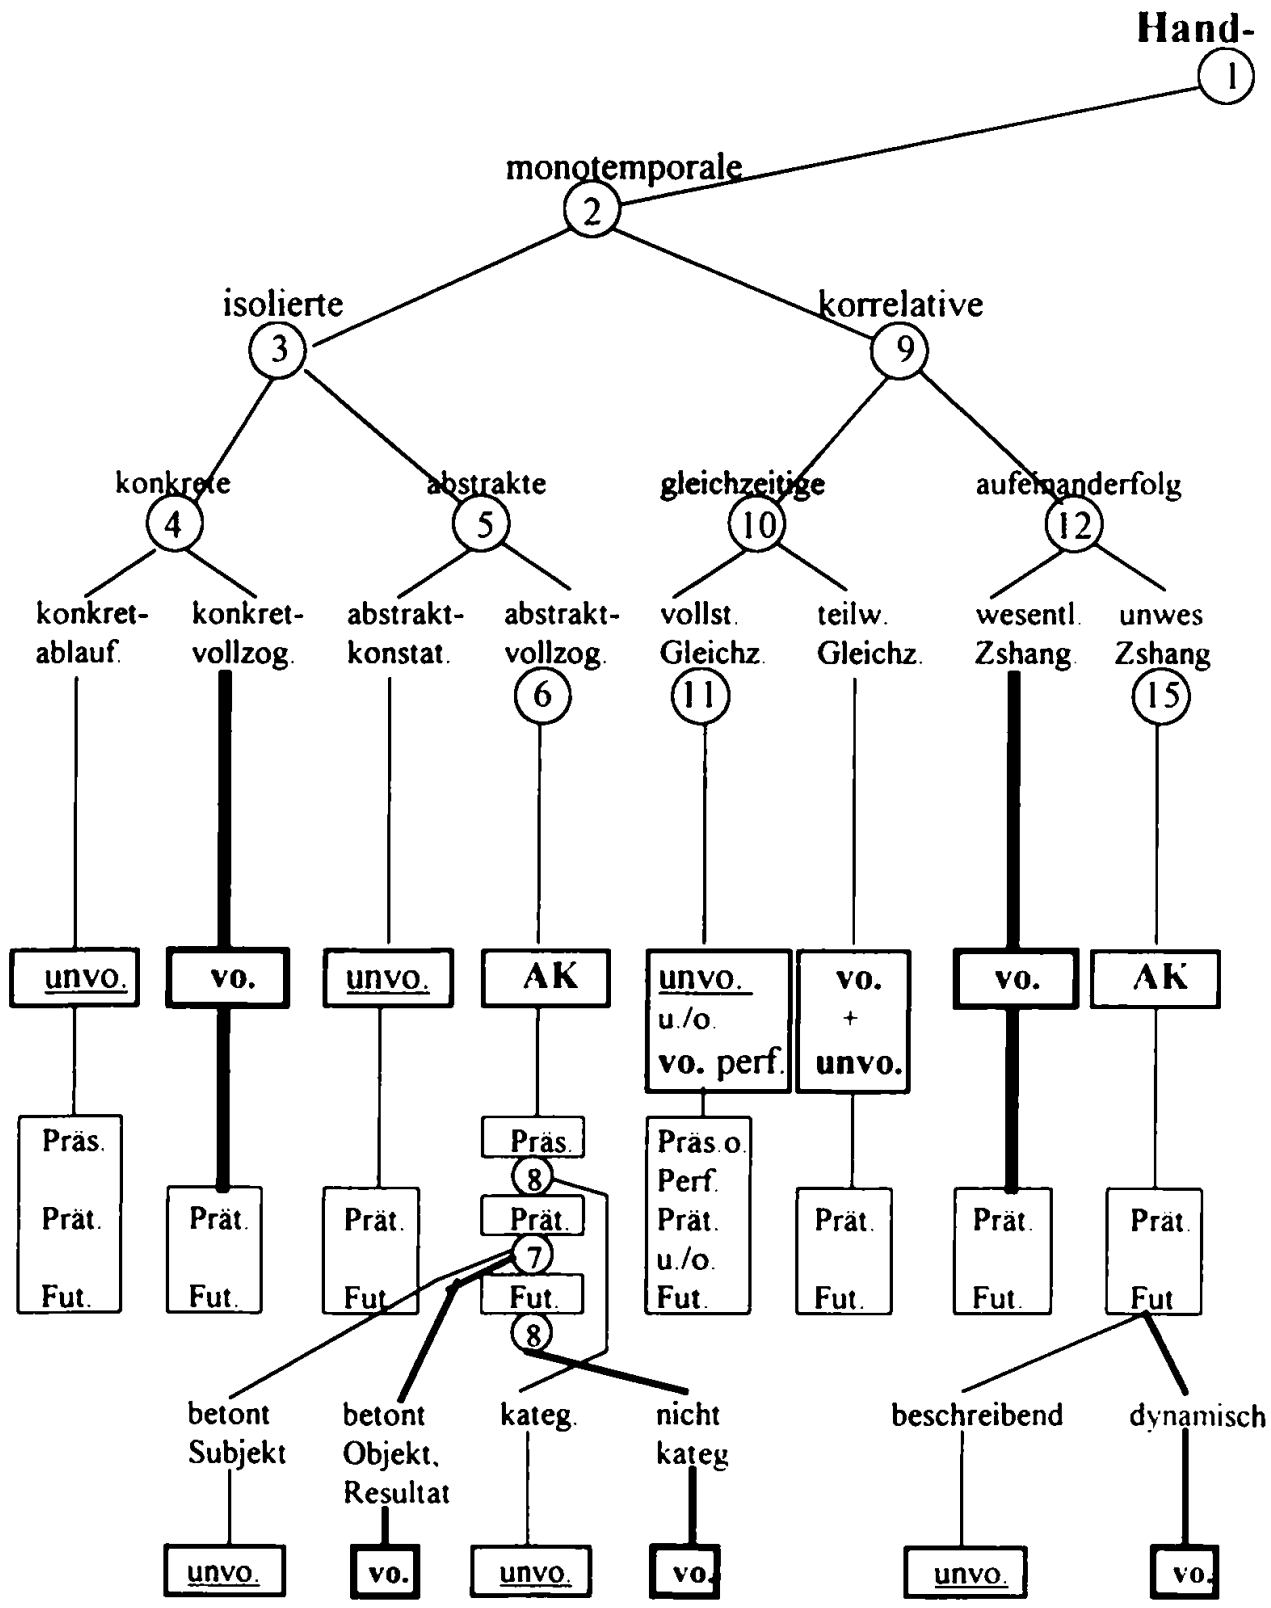 Hand-
1
monotemporale
2
isolierte korrelative
3 9
konkrete abstrakte gleichzeitige aufeinanderfolg
4 5 10 12
konkret- konkret- abstrakt- abstrakt- vollst. teilw. wesentl. unwes
ablauf. vollzog. konstat. vollzog. Gleichz. Gleichz. Zshang. Zshang
6 11 15
unvo. vo. unvo. AK unvo. vo. vo. AK
u./o. +
vo. perf. unvo.
Präs. Präs. Präs.o.
8 Perf.
Prät. Prät. Prät. Prät. Prät. Prät. Prät. Prät.
7 u./o.
Fut. Fut. Fut Fut. Fut. Fut. Fut. Fut
8
betont betont kateg. nicht beschreibend dynamisch
Subjekt Objekt, kateg
Resultat
unvo. vo. unvo. vo. unvo. vo.